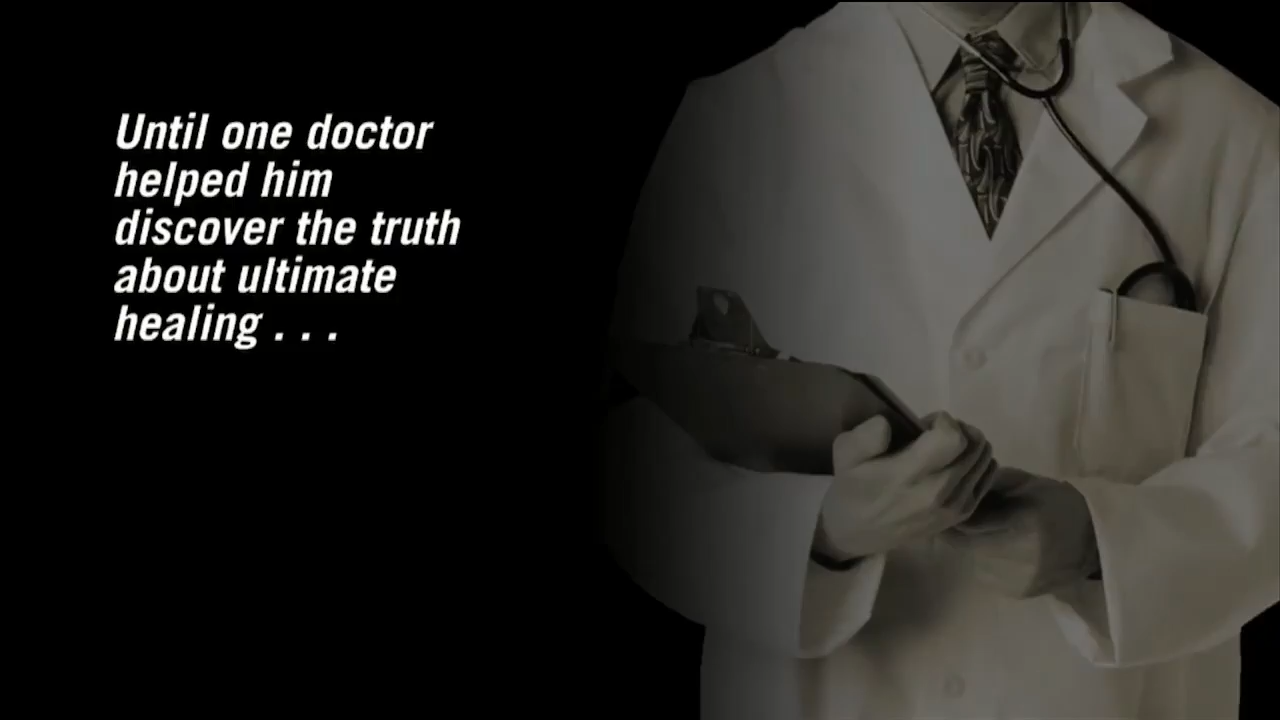 Until one doctor
helped him
discover the truth
about ultimate
healing . . .